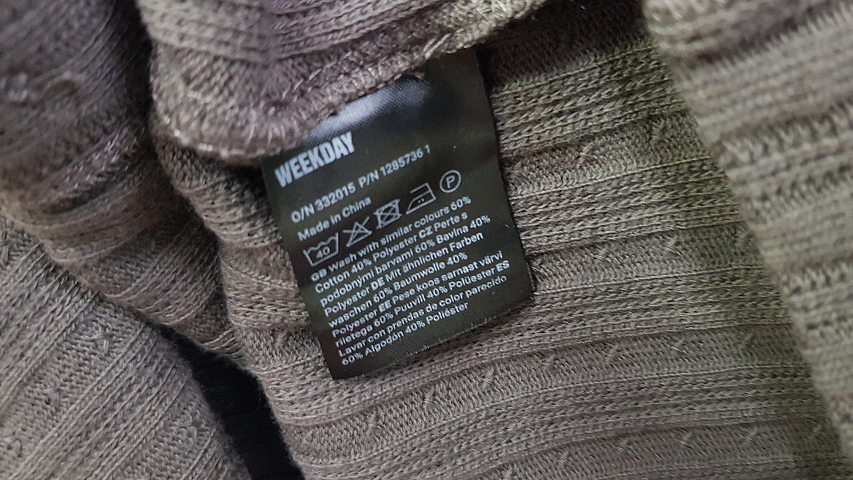 WEEKDAY
O/N 332015 P/N 1285736 1
Made in China
40 P
GB Wash with similar colours 60%
Cotton 40% Polyester CZ Perte s
podobnými barvami 60% Bavlna 40%
Polyester DE Mit ähnlichen Farben
waschen 60% Baumwolle 40%
Polyester EE Pese koos sarnast värvi
riietega 60% Puuvill 40% Polüester ES
Lavar con prendas de color parecido
60% Algodón 40% Poliéster